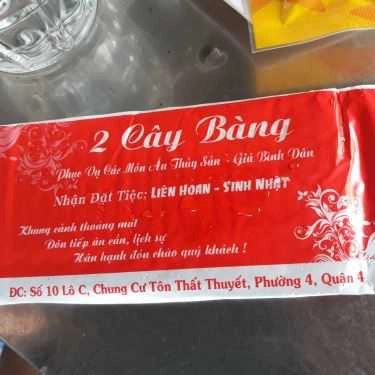 2 Cây Bàng
Phục Vụ Các Món Ăn Thủy Sản - Giá Bình Dân
Nhận Đặt Tiệc: LIÊN HOAN - SINH NHẬT
Khung cảnh thoáng mát
Đón tiếp ân cần, lịch sự
Hân hạnh đón chào quý khách !
ĐC: Số 10 Lô C, Chung Cư Tôn Thất Thuyết, Phường 4, Quận 4